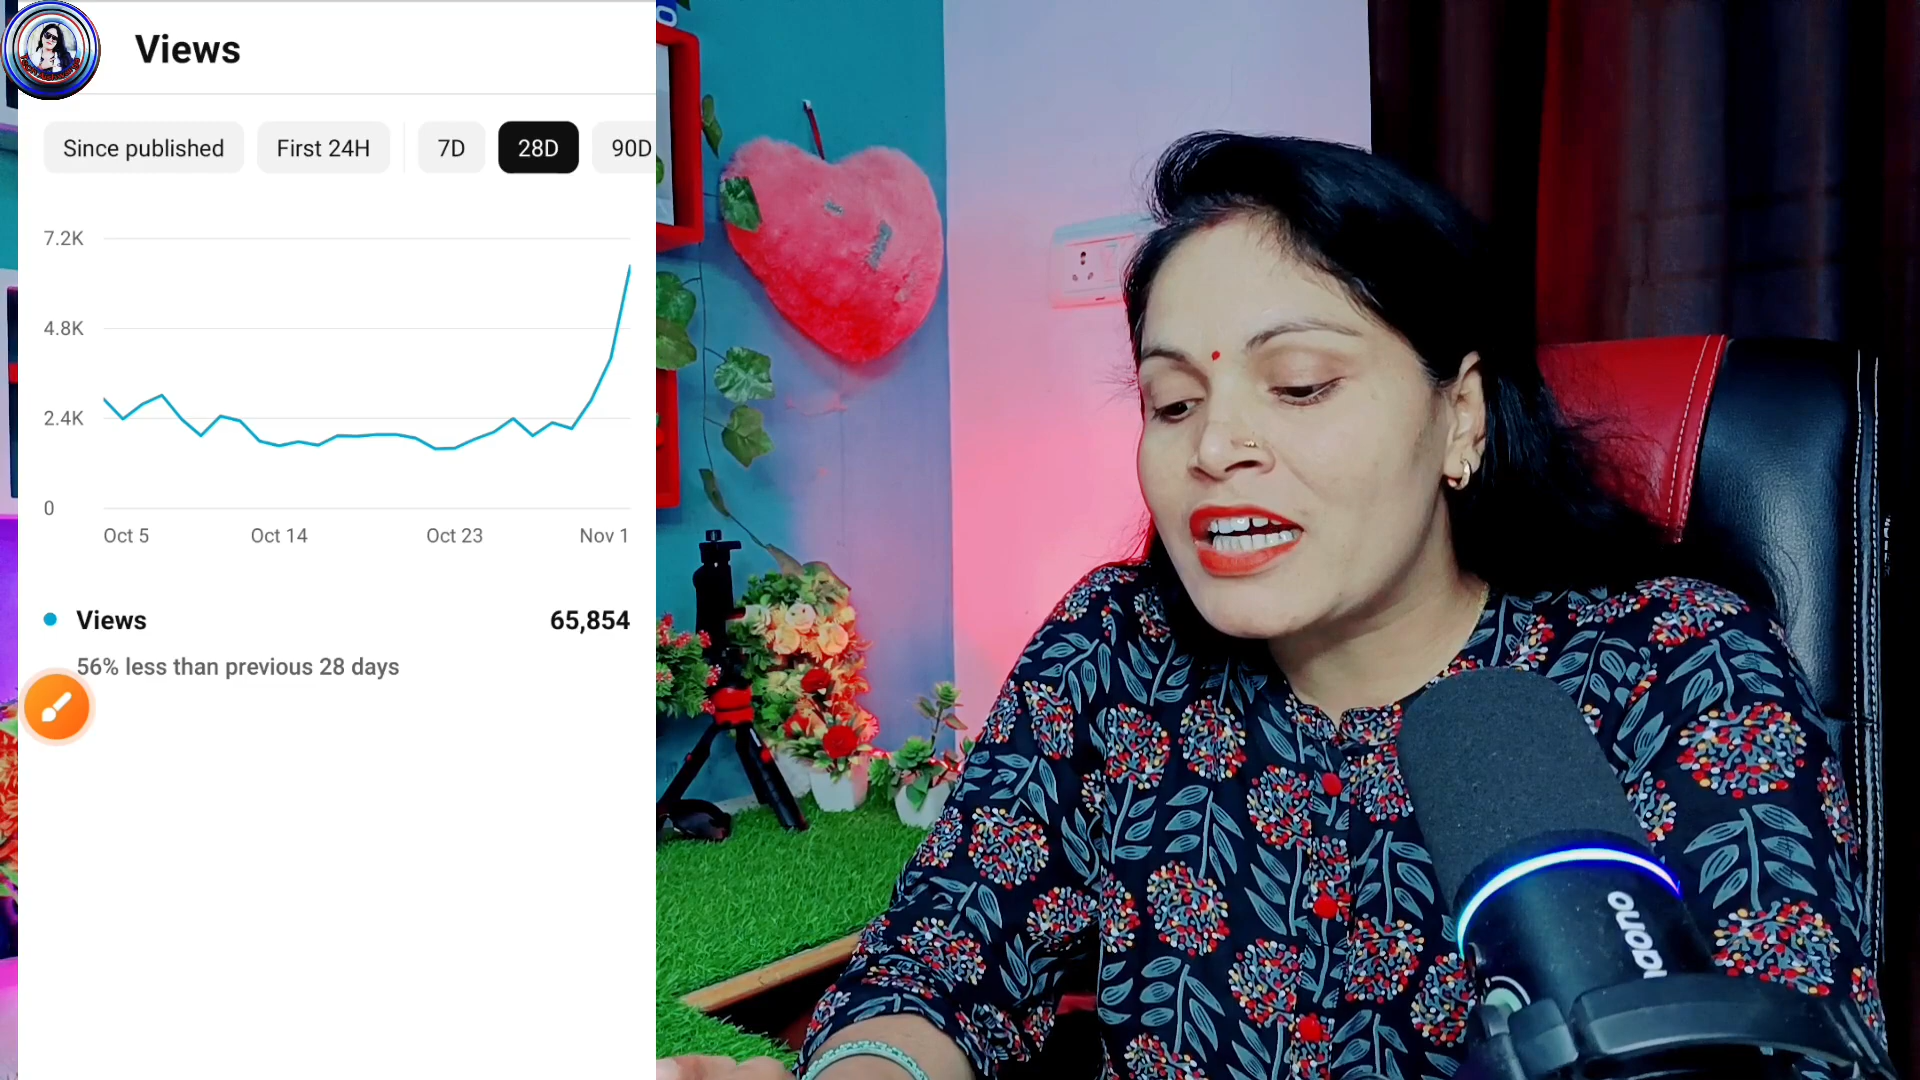 Views
Since published
First 24H
7D
28D
90D
7.2K
4.8K
2.4K
0
Oct 5
Oct 14
Oct 23
Nov 1
Views
65,854
56% less than previous 28 days
maono